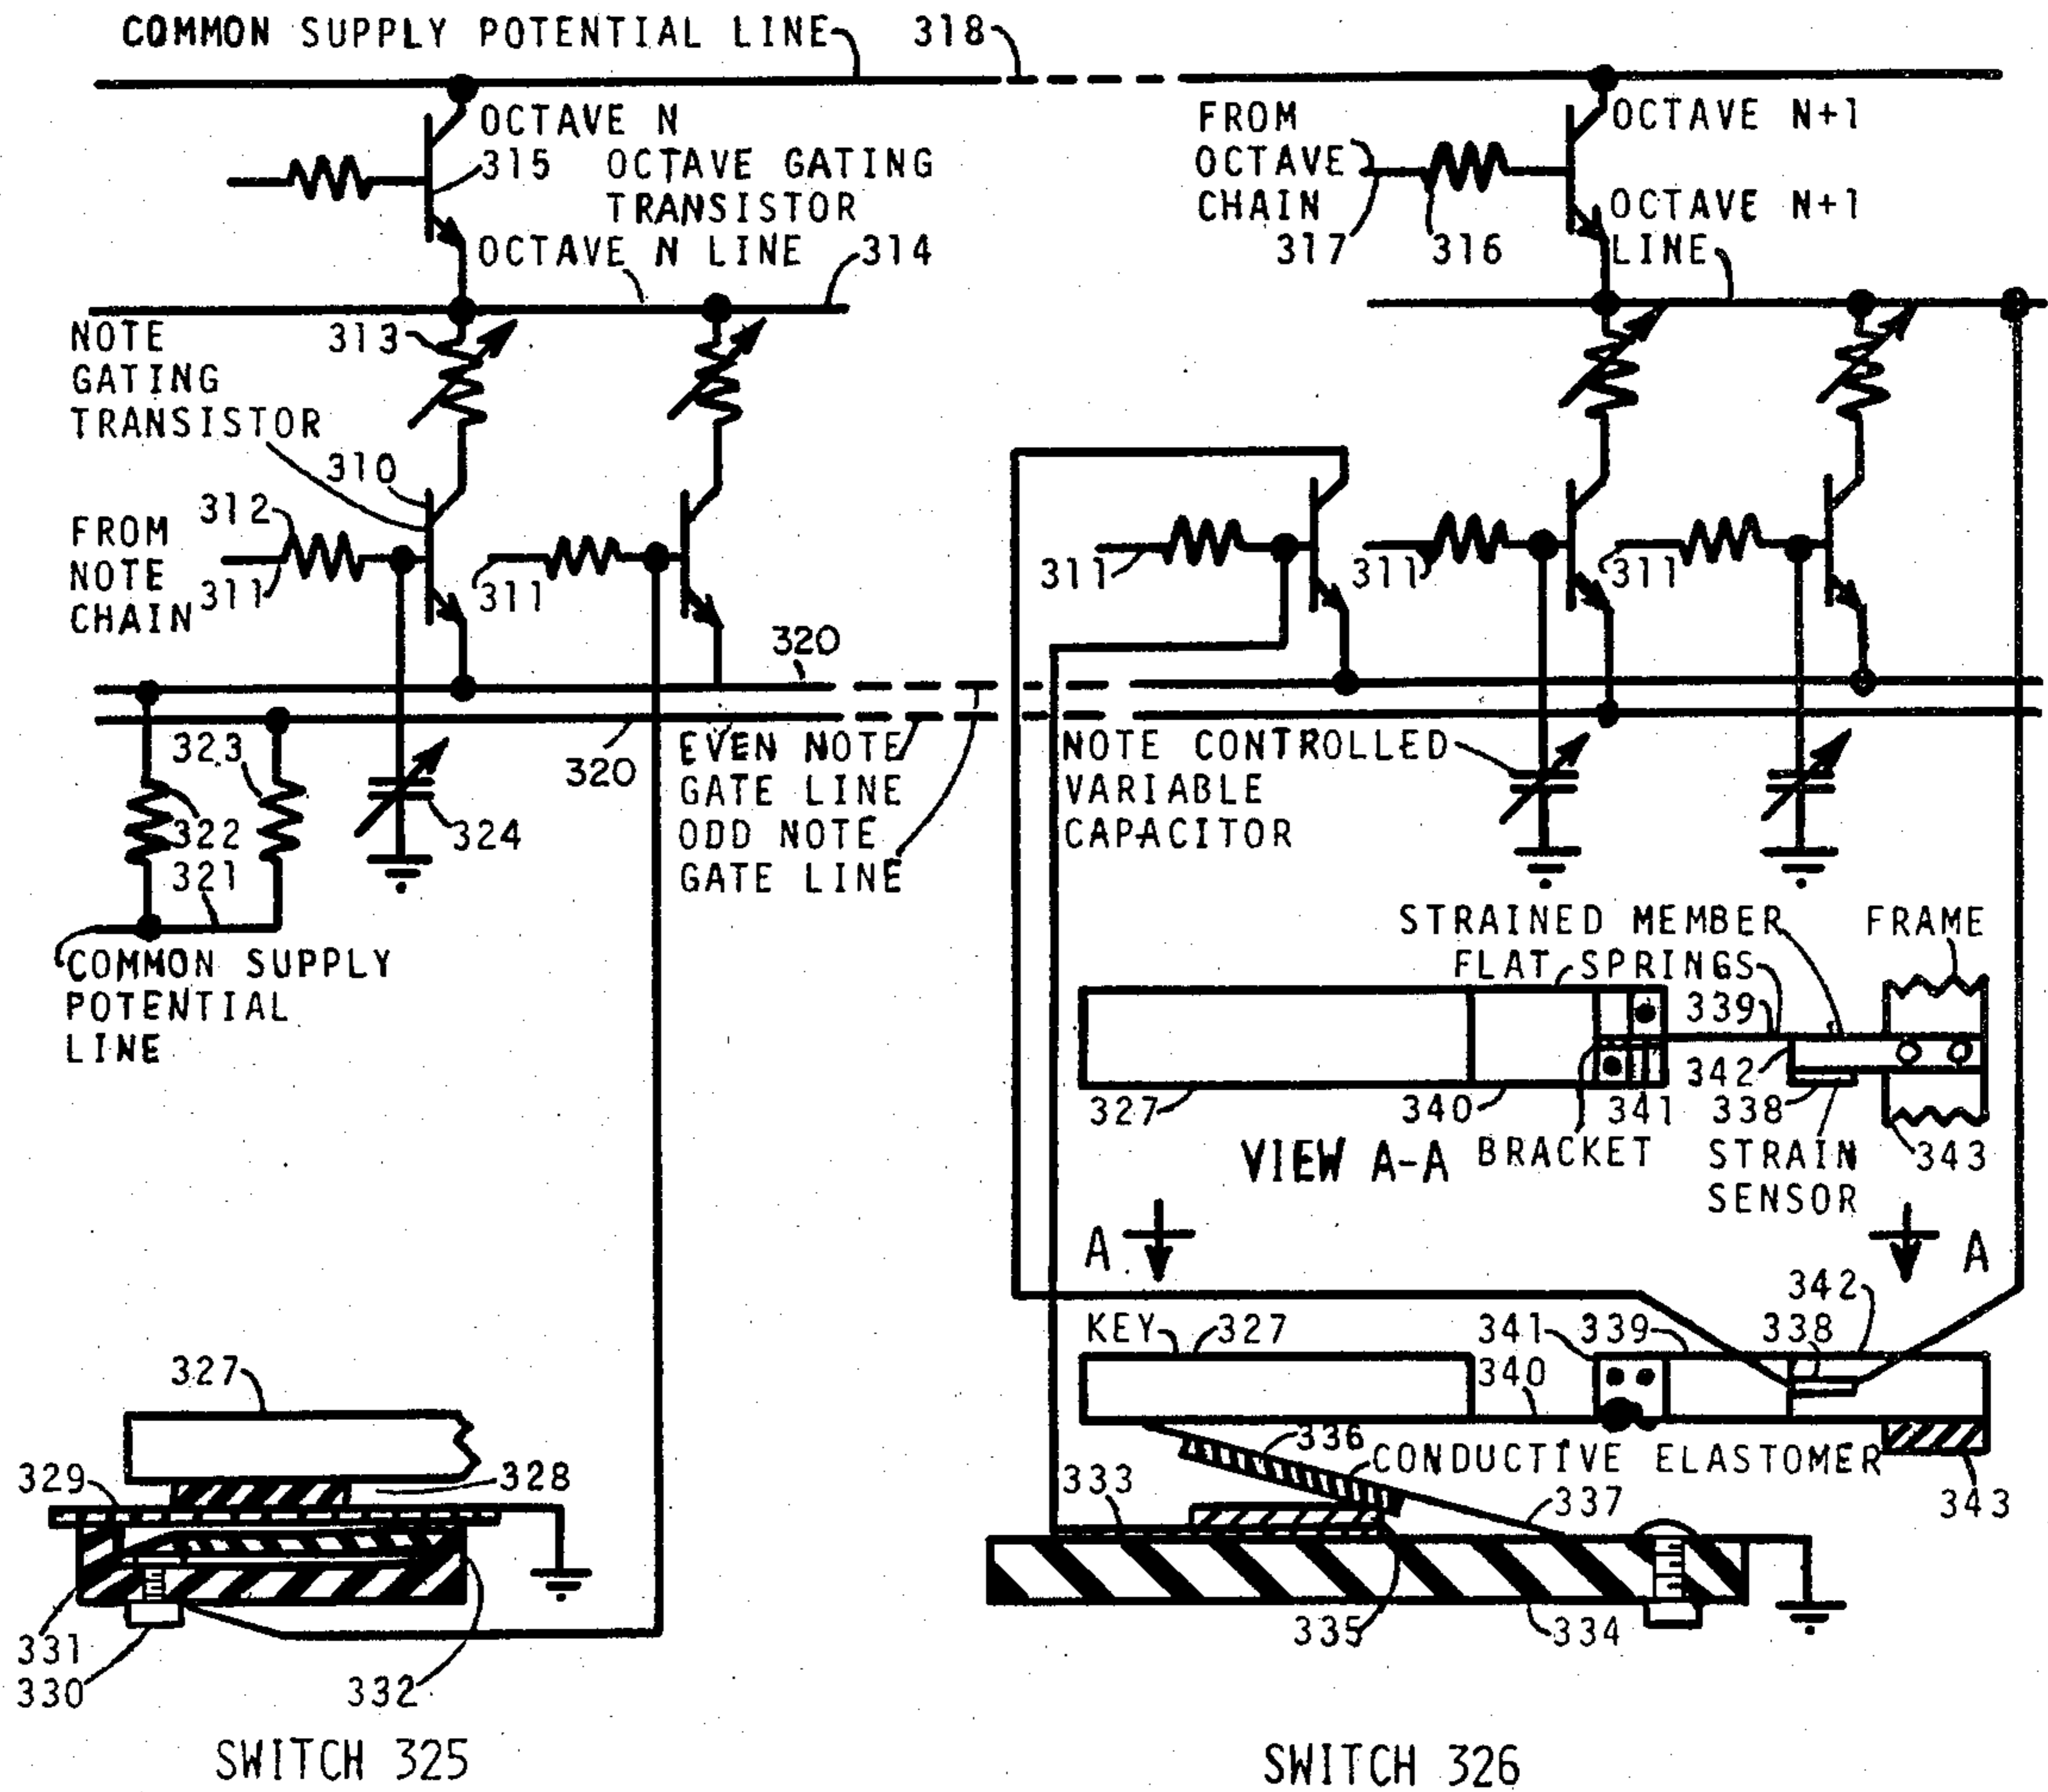 COMMON SUPPLY POTENTIAL LINE
318
OCTAVE N
315 OCTAVE GATING
TRANSISTOR
OCTAVE N LINE
314
FROM
OCTAVE
CHAIN
317
316
OCTAVE N+1
OCTAVE N+1
LINE
NOTE
GATING
TRANSISTOR
313
310
312
FROM
NOTE
CHAIN
311
311
311
311
311
320
320
323
322
321
324
EVEN NOTE
GATE LINE
ODD NOTE
GATE LINE
NOTE CONTROLLED
VARIABLE
CAPACITOR
COMMON SUPPLY
POTENTIAL
LINE
STRAINED MEMBER
FRAME
FLAT SPRINGS
339
342
327
340
341
338
VIEW A-A
BRACKET
STRAIN
SENSOR
343
A
A
342
KEY
327
341
339
338
340
327
329
328
336
CONDUCTIVE ELASTOMER
333
337
343
331
330
332
335
334
SWITCH 325
SWITCH 326